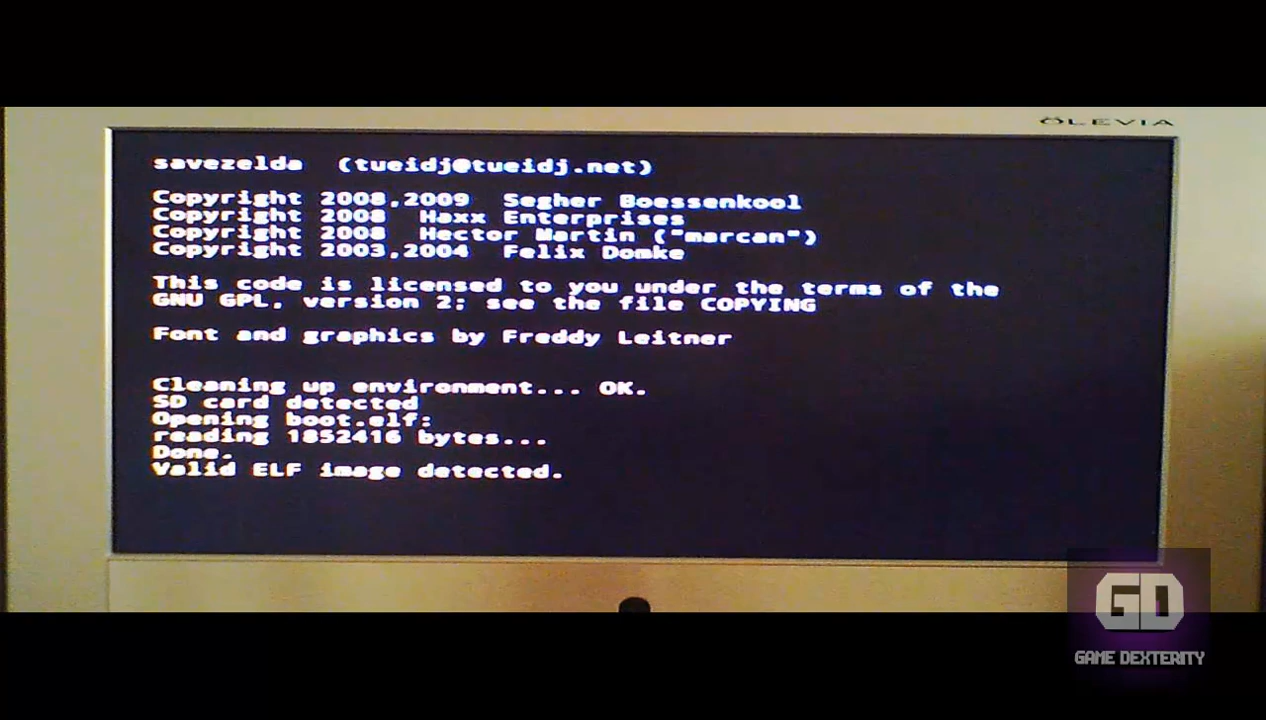 ÖLEVIA
savezelda (tueidj@tueidj.net)
Copyright 2008,2009 Segher Boessenkool
Copyright 2008 Haxx Enterprises
Copyright 2008 Hector Martin ("marcan")
Copyright 2003,2004 Felix Domke
This code is licensed to you under the terms of the
GNU GPL, version 2; see the file COPYING
Font and graphics by Freddy Leitner
Cleaning up environment... OK.
SD card detected
Opening boot.elf:
reading 1852416 bytes...
Done.
Valid ELF image detected.
GD
GAME DEXTERITY